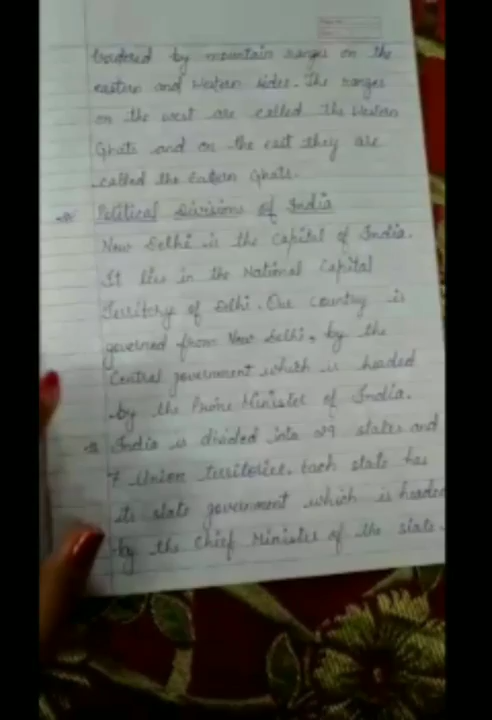 bordered by mountain ranges on the
eastern and western sides. The ranges
on the west are called the Western
Ghats and on the east they are
called the Eastern Ghats.
Political Divisions of India
New Delhi is the capital of India.
It lies in the National Capital
Territory of Delhi. Our country is
governed from New Delhi, by the
Central government which is headed
by the Prime Minister of India.
India is divided into 29 states and
7 Union territories. Each state has
its state government which is headed
by the Chief Minister of the state.